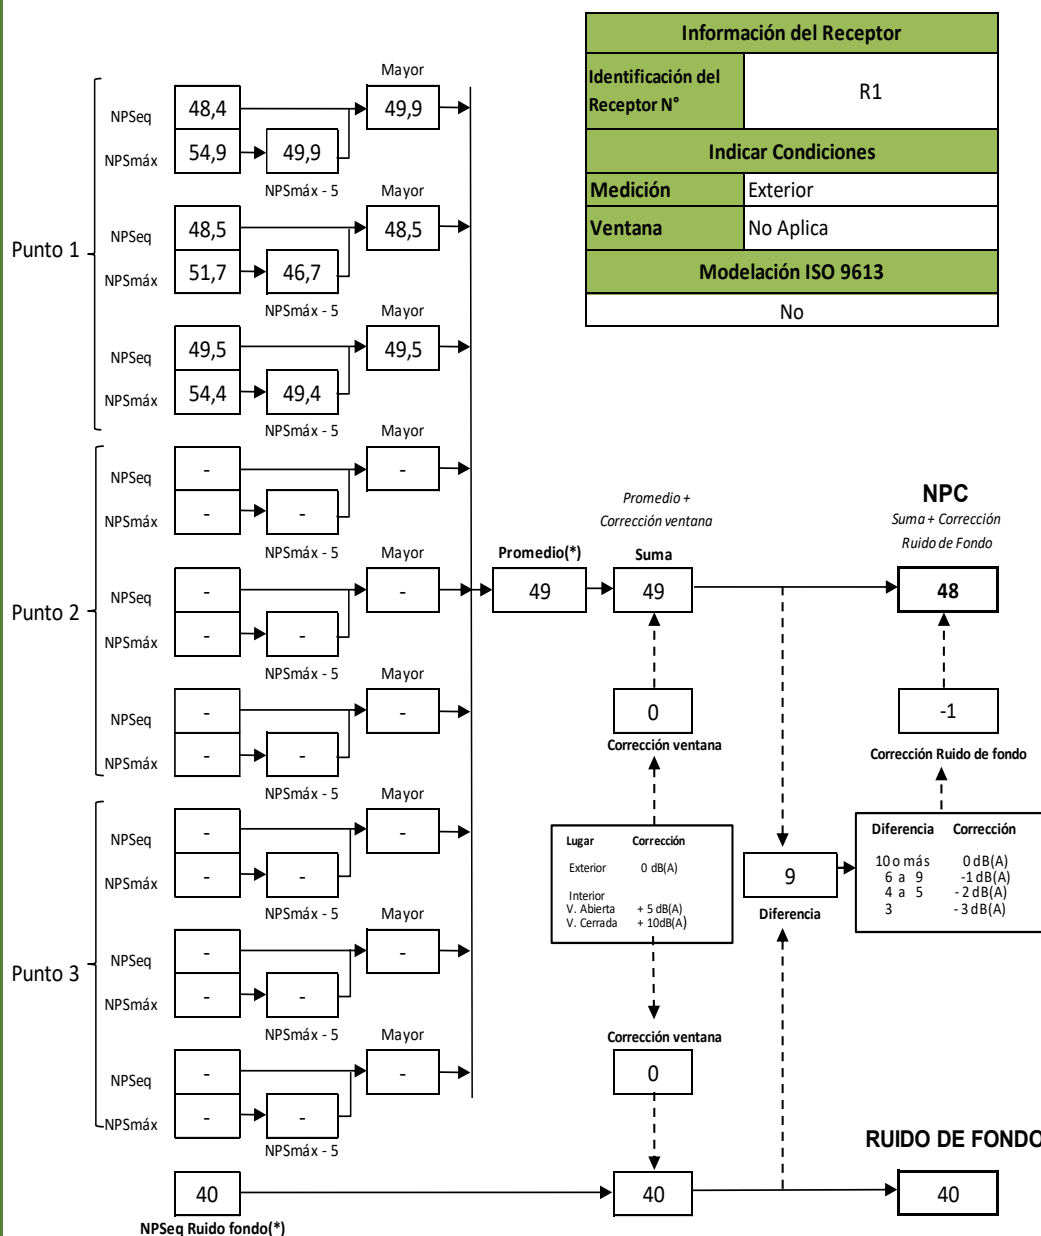 Información del Receptor
Identificación del Receptor N°
R1
Indicar Condiciones
Medición Exterior
Ventana No Aplica
Modelación ISO 9613
No
Punto 1
Mayor
NPSeq 48,4 49,9
NPSmáx 54,9 49,9
NPSmáx - 5 Mayor
NPSeq 48,5 48,5
NPSmáx 51,7 46,7
NPSmáx - 5 Mayor
NPSeq 49,5 49,5
NPSmáx 54,4 49,4
NPSmáx - 5 Mayor
Punto 2
NPSeq - -
NPSmáx - -
NPSmáx - 5 Mayor
NPSeq - -
NPSmáx - -
NPSmáx - 5 Mayor
NPSeq - -
NPSmáx - -
NPSmáx - 5 Mayor
Punto 3
NPSeq - -
NPSmáx - -
NPSmáx - 5 Mayor
NPSeq - -
NPSmáx - -
NPSmáx - 5 Mayor
NPSeq - -
NPSmáx - -
NPSmáx - 5
Promedio(*)
49
Promedio +
Corrección ventana
Suma
49
0
Corrección ventana
Lugar Corrección
Exterior 0 dB(A)
Interior
V. Abierta + 5 dB(A)
V. Cerrada + 10dB(A)
Corrección ventana
0
NPC
Suma + Corrección
Ruido de Fondo
48
-1
Corrección Ruido de fondo
Diferencia Corrección
10 o más 0 dB(A)
6 a 9 -1 dB(A)
4 a 5 - 2 dB(A)
3 - 3 dB(A)
9
Diferencia
RUIDO DE FONDO
40 40 40
NPSeq Ruido fondo(*)